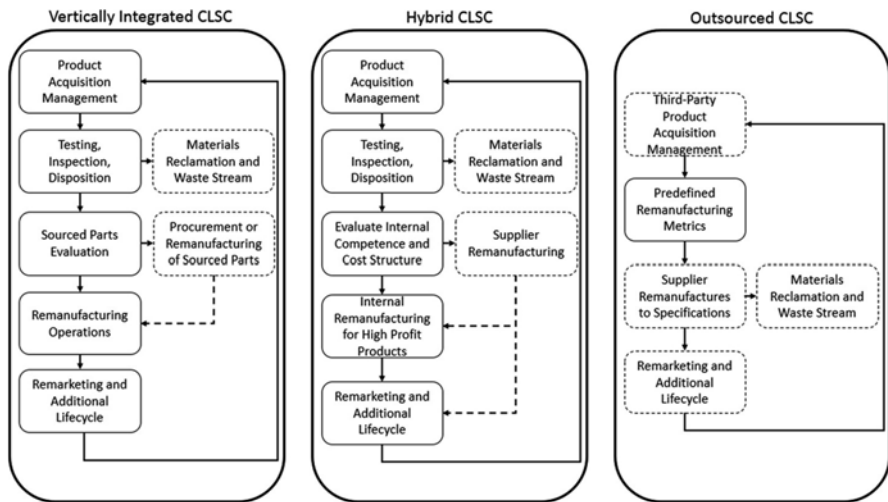 Vertically Integrated CLSC
Product
Acquisition
Management
Testing,
Inspection,
Disposition
Materials
Reclamation and
Waste Stream
Sourced Parts
Evaluation
Procurement or
Remanufacturing
of Sourced Parts
Remanufacturing
Operations
Remarketing and
Additional
Lifecycle
Hybrid CLSC
Product
Acquisition
Management
Testing,
Inspection,
Disposition
Materials
Reclamation and
Waste Stream
Evaluate Internal
Competence and
Cost Structure
Supplier
Remanufacturing
Internal
Remanufacturing
for High Profit
Products
Remarketing and
Additional
Lifecycle
Outsourced CLSC
Third-Party
Product
Acquisition
Management
Predefined
Remanufacturing
Metrics
Supplier
Remanufactures
to Specifications
Materials
Reclamation and
Waste Stream
Remarketing and
Additional
Lifecycle